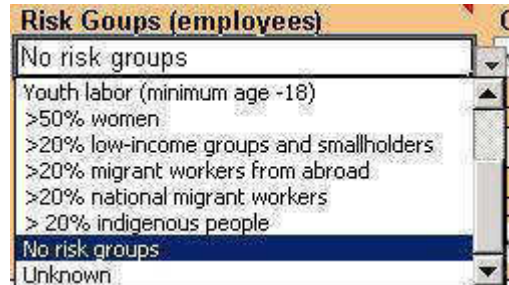 Risk Goups (employees)
No risk groups
Youth labor (minimum age -18)
>50% women
>20% low-income groups and smallholders
>20% migrant workers from abroad
>20% national migrant workers
> 20% indigenous people
No risk groups
Unknown